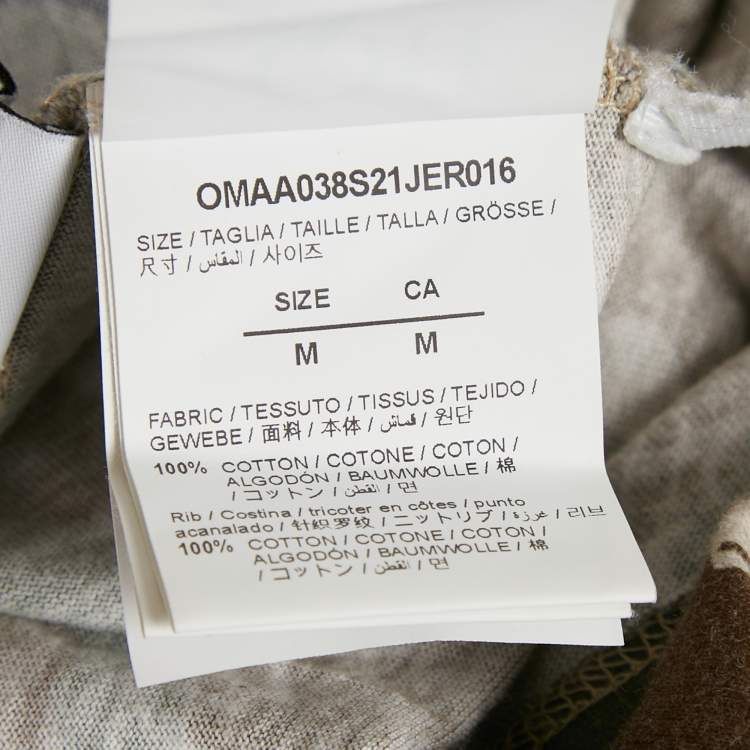 OMAA038S21JER016
SIZE / TAGLIA / TAILLE / TALLA / GRÖSSE /
尺寸 / المقاس / 사이즈
SIZE CA
M M
FABRIC / TESSUTO / TISSUS / TEJIDO /
GEWEBE / 面料 / 本体 / قماش / 원단
100% COTTON / COTONE / COTON /
ALGODÓN / BAUMWOLLE / 棉
/ コットン / القطن / 면
Rib / Costina / tricoter en côtes / punto
acanalado / 针织罗纹 / ニットリブ / غرزة / 리브
100% COTTON / COTONE / COTON /
ALGODÓN / BAUMWOLLE / 棉
/ コットン / القطن / 면